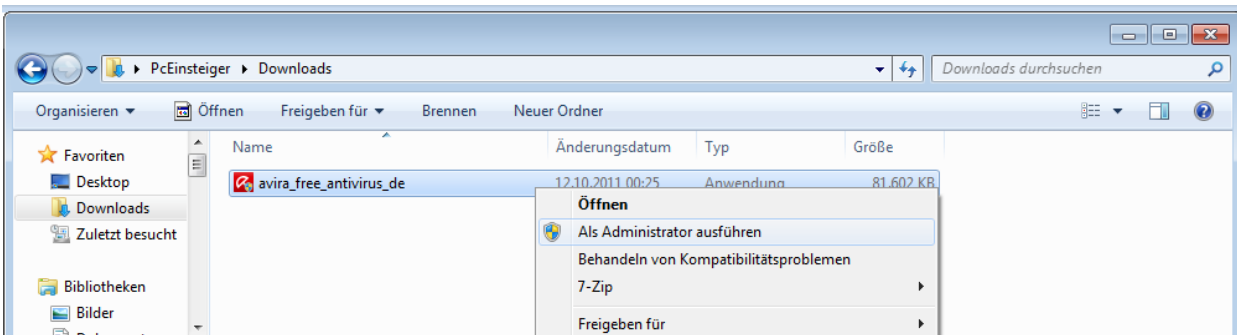 PcEinsteiger Downloads
Downloads durchsuchen
Organisieren Öffnen Freigeben für Brennen Neuer Ordner
Favoriten
Desktop
Downloads
Zuletzt besucht
Bibliotheken
Bilder
Name Änderungsdatum Typ Größe
avira_free_antivirus_de 12.10.2011 00:25 Anwendung 81.602 KB
Öffnen
Als Administrator ausführen
Behandeln von Kompatibilitätsproblemen
7-Zip
Freigeben für